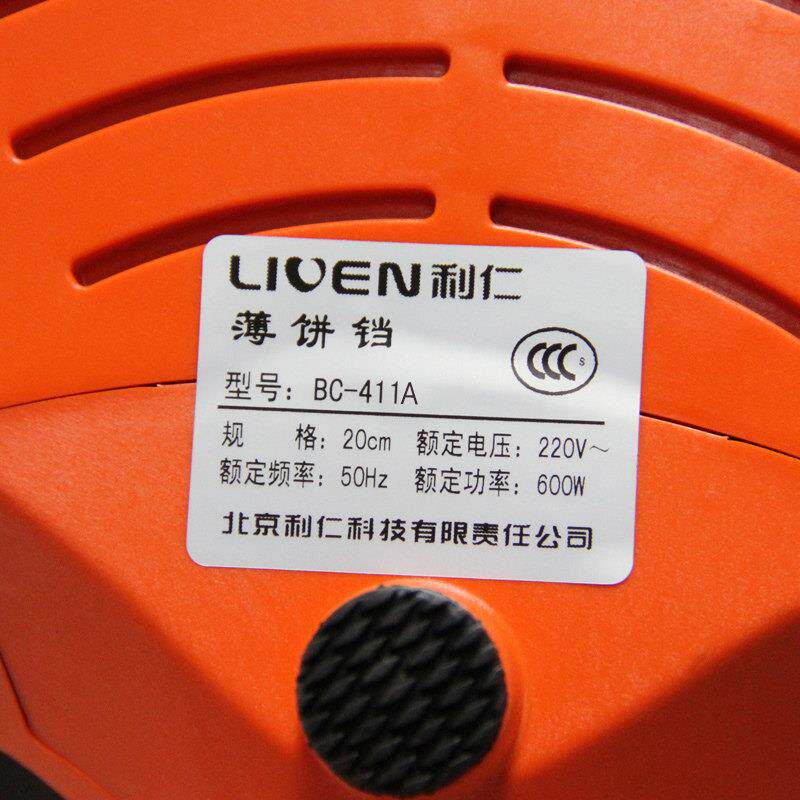 LIVEN利仁
薄饼铛
CCC S
型号: BC-411A
规 格: 20cm 额定电压: 220V~
额定频率: 50Hz 额定功率: 600W
北京利仁科技有限责任公司